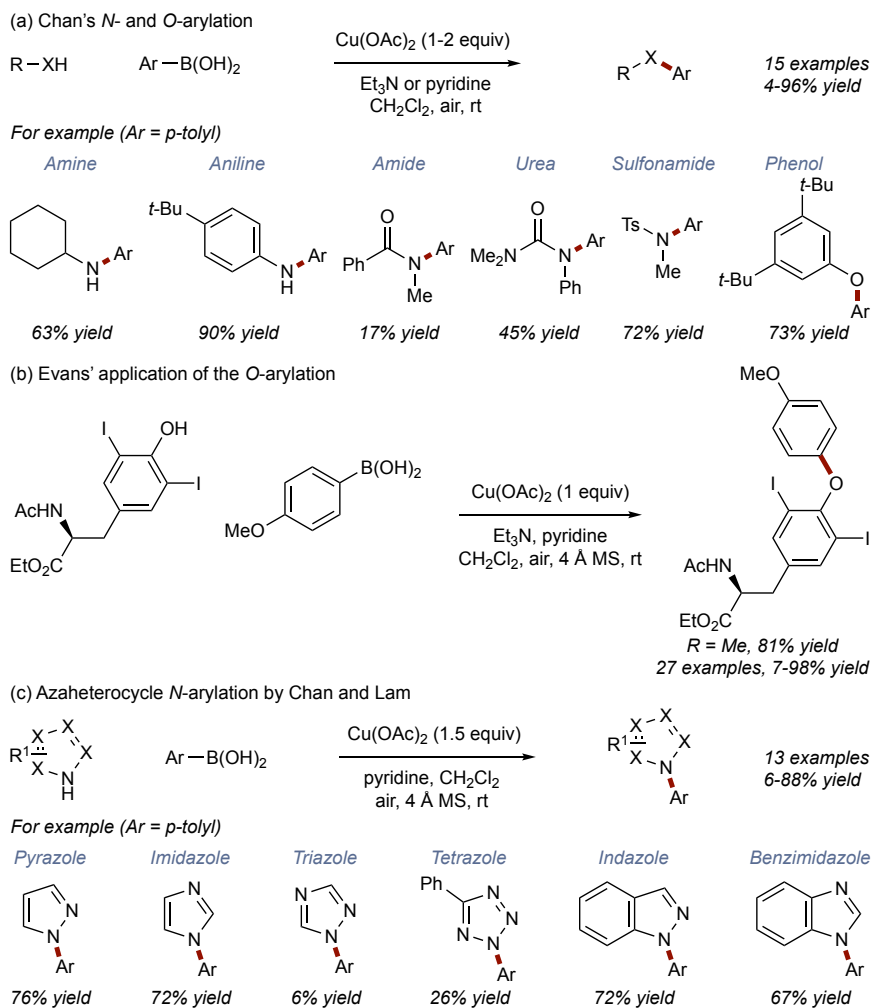 (a) Chan's N- and O-arylation
R–XH
Ar–B(OH)2
Cu(OAc)2 (1-2 equiv)
Et3N or pyridine
CH2Cl2, air, rt
R
X
Ar
15 examples
4-96% yield
For example (Ar = p-tolyl)
Amine
Aniline
Amide
Urea
Sulfonamide
Phenol
N
H
Ar
63% yield
t-Bu
N
H
Ar
90% yield
O
Ph
N
Ar
Me
17% yield
O
Me2N
N
Ar
Ph
45% yield
Ts
N
Ar
Me
72% yield
t-Bu
t-Bu
O
Ar
73% yield
(b) Evans' application of the O-arylation
I
OH
I
AcHN
EtO2C
B(OH)2
MeO
Cu(OAc)2 (1 equiv)
Et3N, pyridine
CH2Cl2, air, 4 Å MS, rt
MeO
I
O
I
AcHN
EtO2C
R = Me, 81% yield
27 examples, 7-98% yield
(c) Azaheterocycle N-arylation by Chan and Lam
X
X
R1
X
X
N
H
Ar–B(OH)2
Cu(OAc)2 (1.5 equiv)
pyridine, CH2Cl2
air, 4 Å MS, rt
X
X
R1
X
X
N
Ar
13 examples
6-88% yield
For example (Ar = p-tolyl)
Pyrazole
Imidazole
Triazole
Tetrazole
Indazole
Benzimidazole
N
N
Ar
76% yield
N
N
Ar
72% yield
N
N
N
Ar
6% yield
Ph
N
N
N
N
Ar
26% yield
N
N
Ar
72% yield
N
N
Ar
67% yield